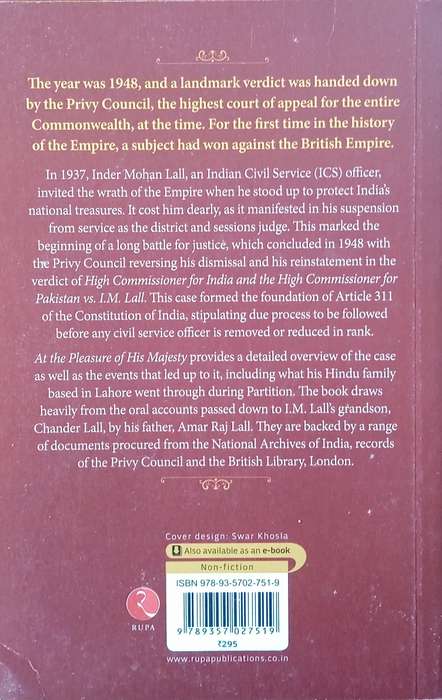 The year was 1948, and a landmark verdict was handed down
by the Privy Council, the highest court of appeal for the entire
Commonwealth, at the time. For the first time in the history
of the Empire, a subject had won against the British Empire.
In 1937, Inder Mohan Lall, an Indian Civil Service (ICS) officer,
invited the wrath of the Empire when he stood up to protect India's
national treasures. It cost him dearly, as it manifested in his suspension
from service as the district and sessions judge. This marked the
beginning of a long battle for justice, which concluded in 1948 with
the Privy Council reversing his dismissal and his reinstatement in the
verdict of High Commissioner for India and the High Commissioner for
Pakistan vs. I.M. Lall. This case formed the foundation of Article 311
of the Constitution of India, stipulating due process to be followed
before any civil service officer is removed or reduced in rank.
At the Pleasure of His Majesty provides a detailed overview of the case
as well as the events that led up to it, including what his Hindu family
based in Lahore went through during Partition. The book draws
heavily from the oral accounts passed down to I.M. Lall's grandson,
Chander Lall, by his father, Amar Raj Lall. They are backed by a range
of documents procured from the National Archives of India, records
of the Privy Council and the British Library, London.
Cover design: Swar Khosla
Also available as an e-book
Non-fiction
ISBN 978-93-5702-751-9
9 789357 027519
₹295
RUPA
www.rupapublications.co.in